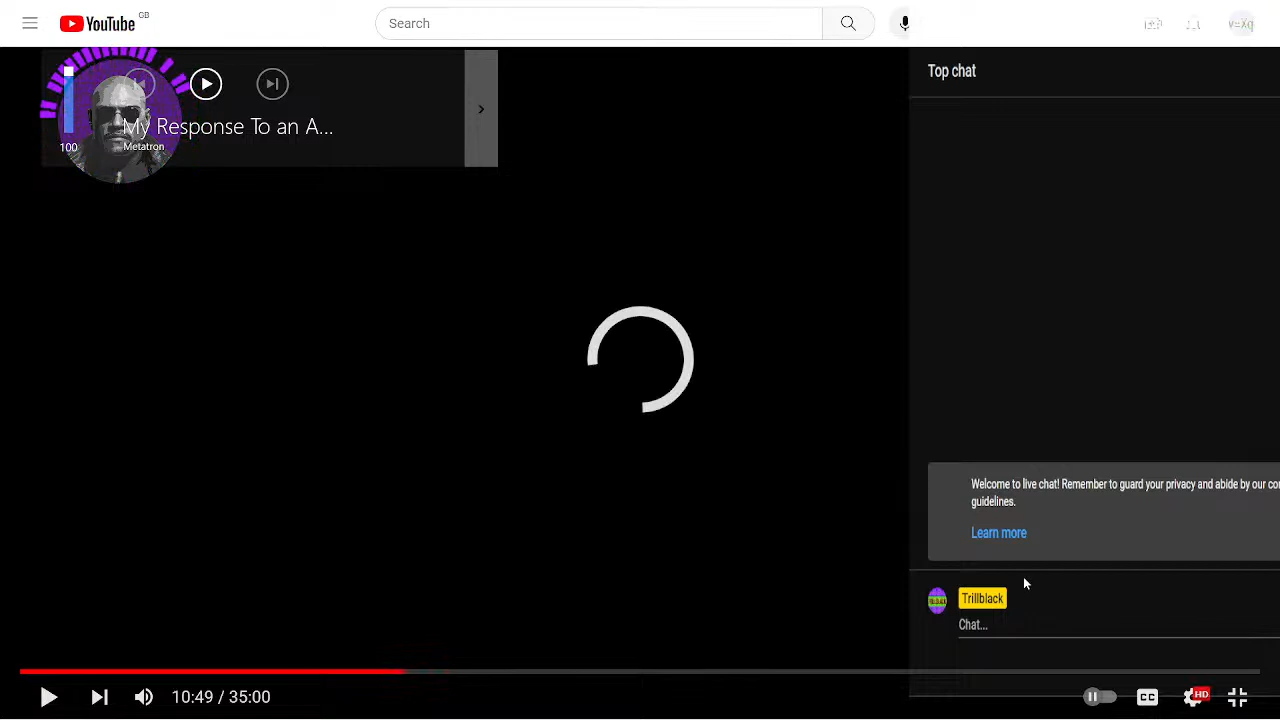 YouTube GB
Search
Top chat
My Response To an A...
100
Metatron
Welcome to live chat! Remember to guard your privacy and abide by our co
guidelines.
Learn more
Trillblack
Chat...
10:49 / 35:00
CC
HD